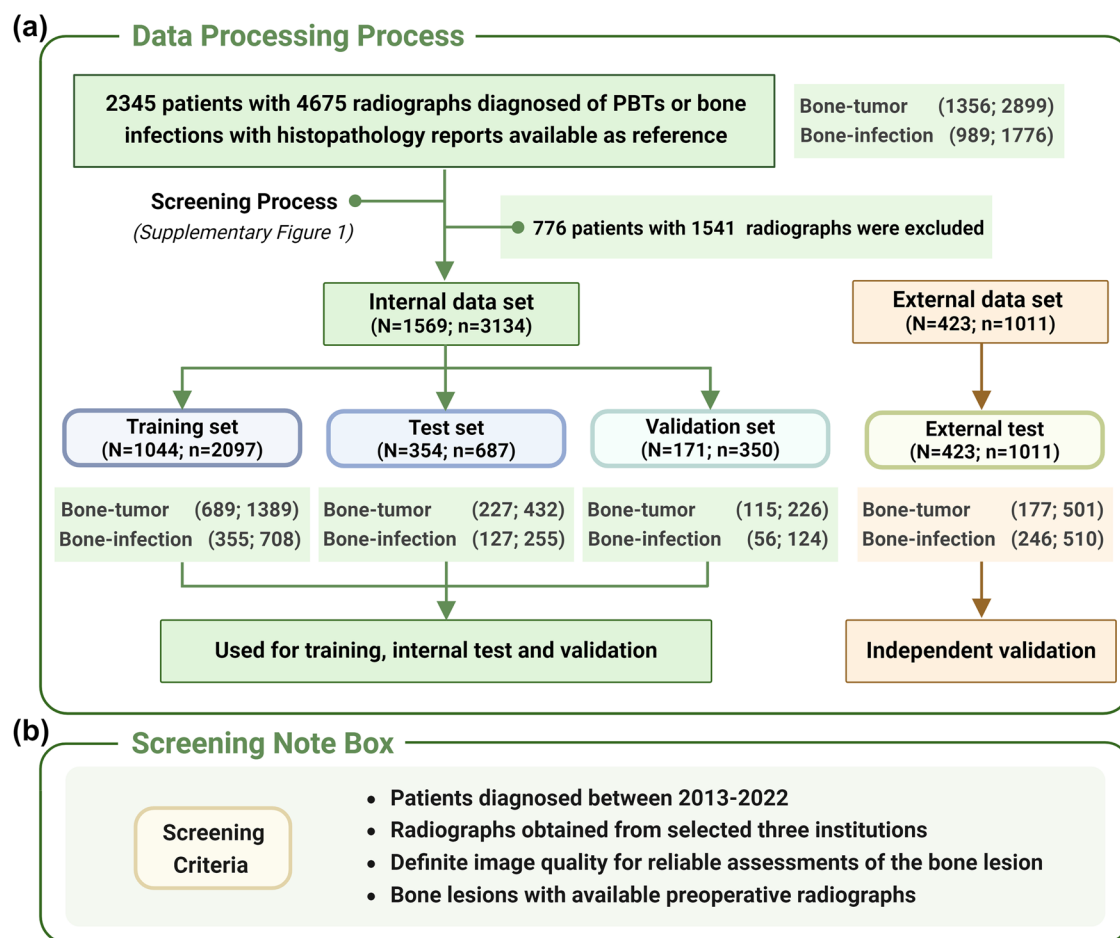 (a)
Data Processing Process
2345 patients with 4675 radiographs diagnosed of PBTs or bone
infections with histopathology reports available as reference
Bone-tumor (1356; 2899)
Bone-infection (989; 1776)
Screening Process
(Supplementary Figure 1)
776 patients with 1541 radiographs were excluded
Internal data set
(N=1569; n=3134)
External data set
(N=423; n=1011)
Training set
(N=1044; n=2097)
Test set
(N=354; n=687)
Validation set
(N=171; n=350)
External test
(N=423; n=1011)
Bone-tumor (689; 1389)
Bone-infection (355; 708)
Bone-tumor (227; 432)
Bone-infection (127; 255)
Bone-tumor (115; 226)
Bone-infection (56; 124)
Bone-tumor (177; 501)
Bone-infection (246; 510)
Used for training, internal test and validation
Independent validation
(b)
Screening Note Box
Screening
Criteria
• Patients diagnosed between 2013-2022
• Radiographs obtained from selected three institutions
• Definite image quality for reliable assessments of the bone lesion
• Bone lesions with available preoperative radiographs